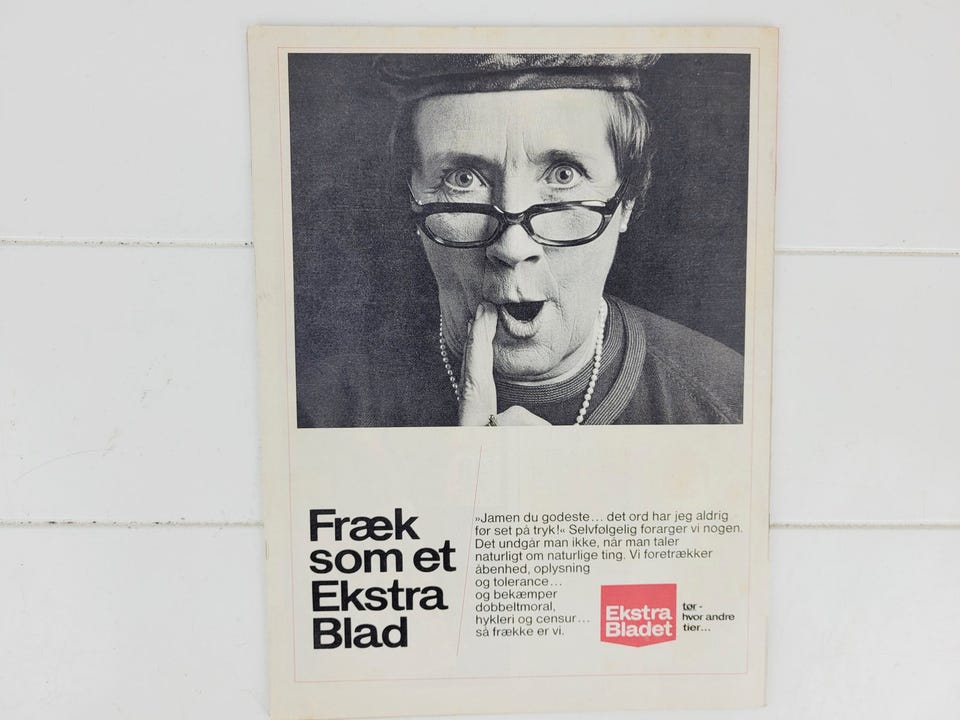 Fræk
som et
Ekstra
Blad
»Jamen du godeste... det ord har jeg aldrig
før set på tryk!« Selvfølgelig forarger vi nogen.
Det undgår man ikke, når man taler
naturligt om naturlige ting. Vi foretrækker
åbenhed, oplysning
og tolerance...
og bekæmper
dobbeltmoral,
hykleri og censur...
så frække er vi.
Ekstra
Bladet
tør -
hvor andre
tier...